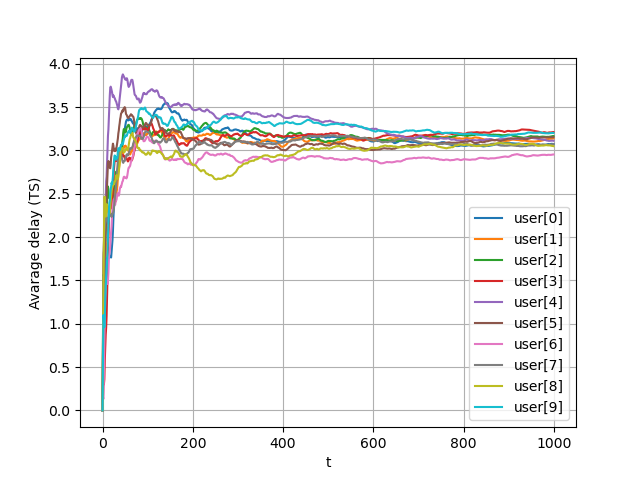 4.0
3.5
3.0
2.5
2.0
1.5
1.0
0.5
0.0
Avarage delay (TS)
0 200 400 600 800 1000
t
user[0]
user[1]
user[2]
user[3]
user[4]
user[5]
user[6]
user[7]
user[8]
user[9]